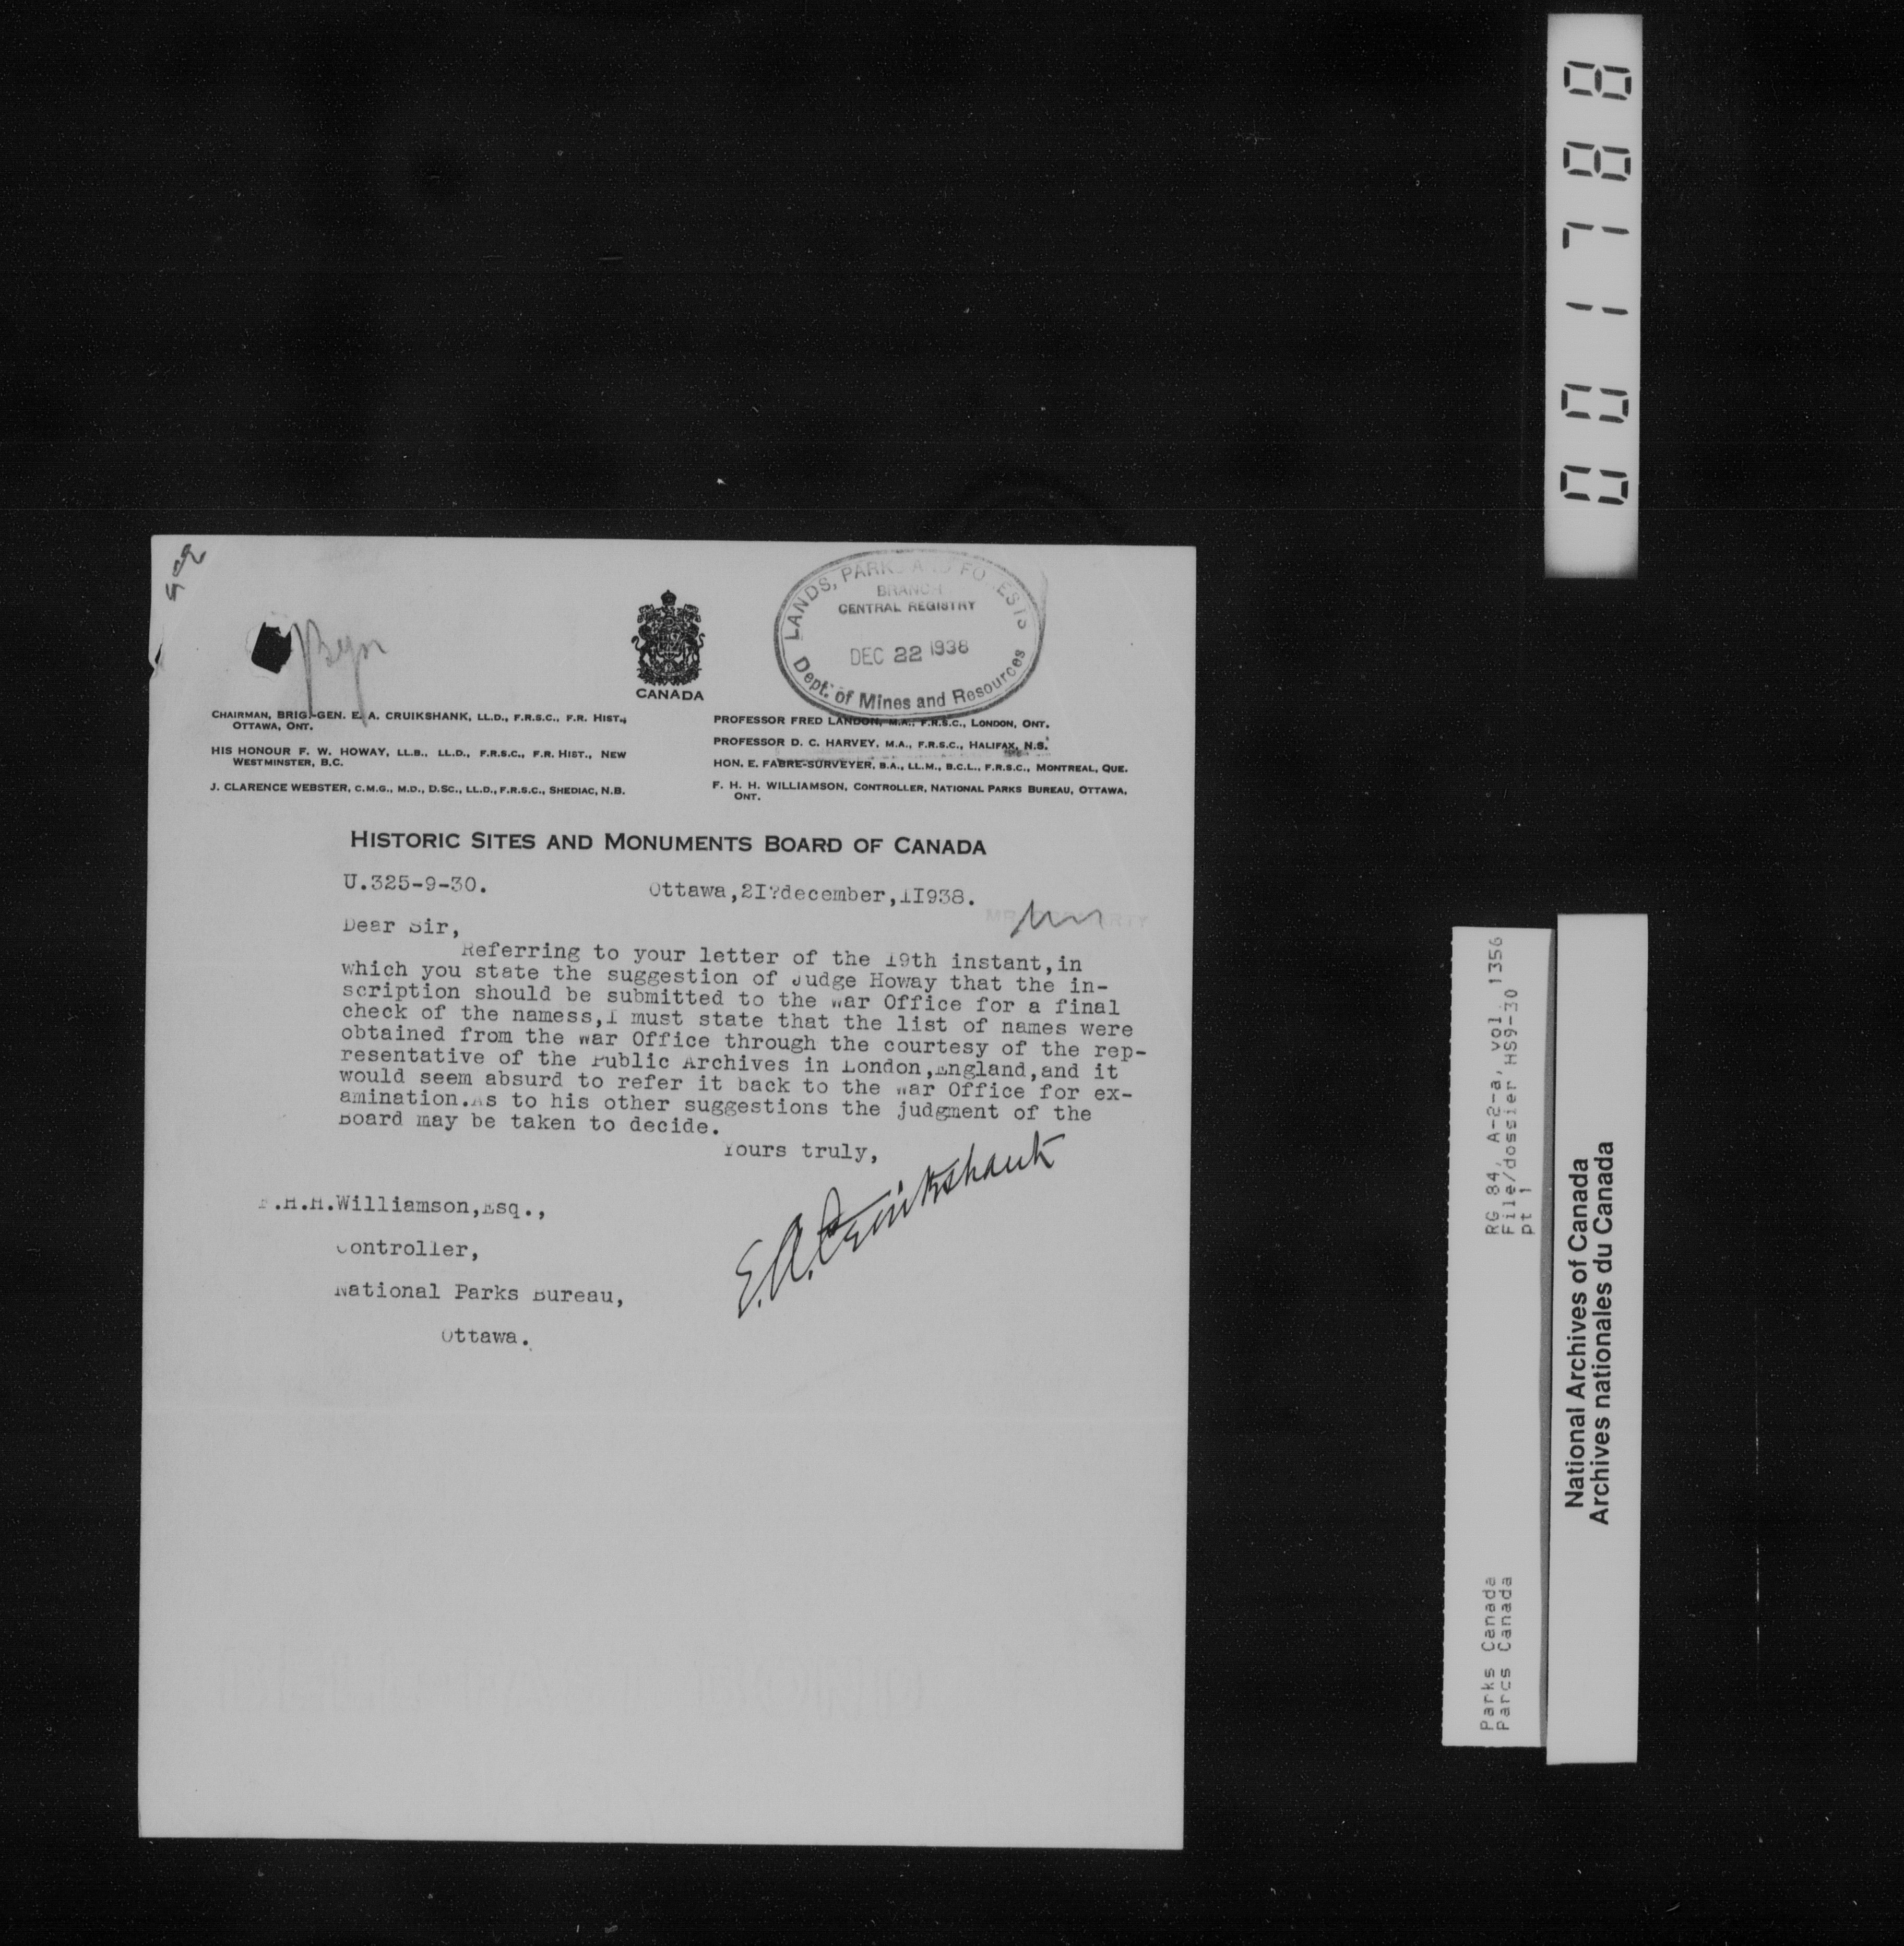 LANDS, PARKS AND FORESTS
BRANCH
CENTRAL REGISTRY
DEC 22 1938
Dept. of Mines and Resources
CANADA
CHAIRMAN, BRIG.-GEN. E. A. CRUIKSHANK, LL.D., F.R.S.C., F.R. HIST.,
OTTAWA, ONT.
HIS HONOUR F. W. HOWAY, LL.B., LL.D., F.R.S.C., F.R. HIST., NEW
WESTMINSTER, B.C.
J. CLARENCE WEBSTER, C.M.G., M.D., D.SC., LL.D., F.R.S.C., SHEDIAC, N.B.
PROFESSOR FRED LANDON, M.A., F.R.S.C., LONDON, ONT.
PROFESSOR D. C. HARVEY, M.A., F.R.S.C., HALIFAX, N.S.
HON. E. FABRE-SURVEYER, B.A., LL.M., B.C.L., F.R.S.C., MONTREAL, QUE.
F. H. H. WILLIAMSON, CONTROLLER, NATIONAL PARKS BUREAU, OTTAWA,
ONT.
HISTORIC SITES AND MONUMENTS BOARD OF CANADA
U.325-9-30.
Ottawa,2I?december,1I938.
Dear Sir,
Referring to your letter of the 19th instant,in
which you state the suggestion of Judge Howay that the in-
scription should be submitted to the War Office for a final
check of the namess,I must state that the list of names were
obtained from the War Office through the courtesy of the rep-
resentative of the Public Archives in London,England,and it
would seem absurd to refer it back to the War Office for ex-
amination.As to his other suggestions the judgment of the
Board may be taken to decide.
Yours truly,
E.A.Cruikshank
F.H.H.Williamson,Esq.,
Controller,
National Parks Bureau,
Ottawa.
001788
RG 84, A-2-a, vol. 1356
File/dossier HS9-30
pt 1
Parks Canada
Parcs Canada
National Archives of Canada
Archives nationales du Canada